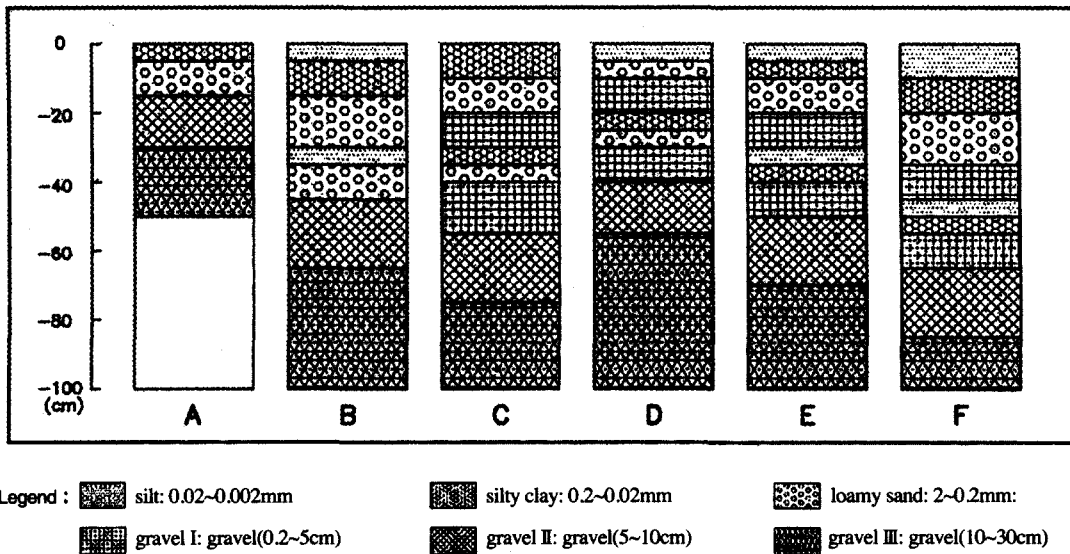 0
-20
-40
-60
-80
-100
(cm)
A B C D E F
Legend : silt: 0.02~0.002mm silty clay: 0.2~0.02mm loamy sand: 2~0.2mm:
gravel I: gravel(0.2~5cm) gravel II: gravel(5~10cm) gravel III: gravel(10~30cm)